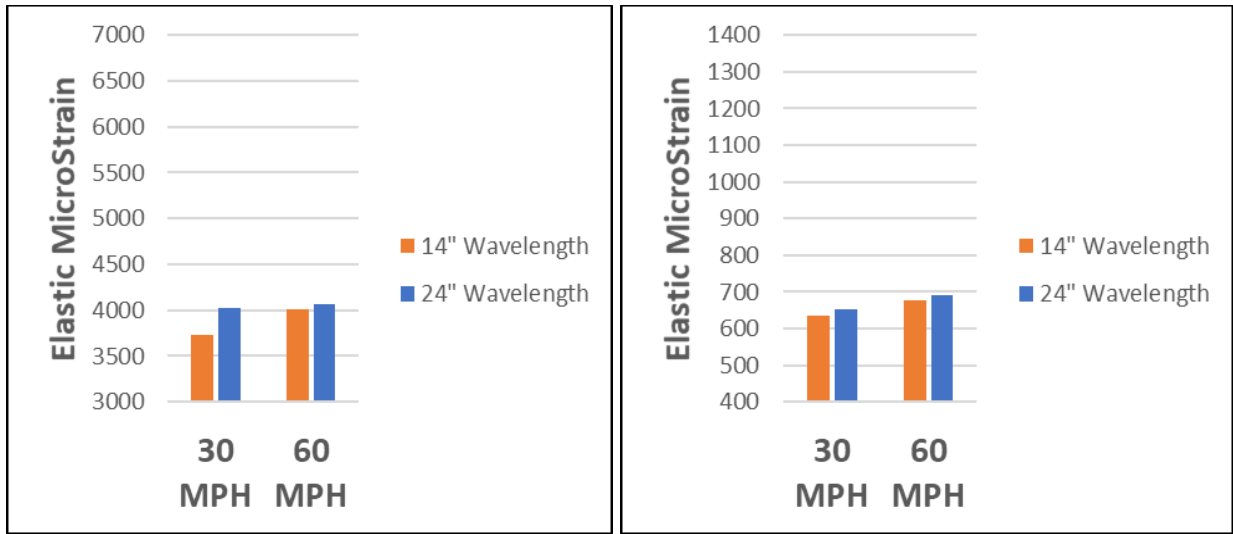 Elastic MicroStrain
7000
6500
6000
5500
5000
4500
4000
3500
3000
30 MPH
60 MPH
14" Wavelength
24" Wavelength
Elastic MicroStrain
1400
1300
1200
1100
1000
900
800
700
600
500
400
30 MPH
60 MPH
14" Wavelength
24" Wavelength